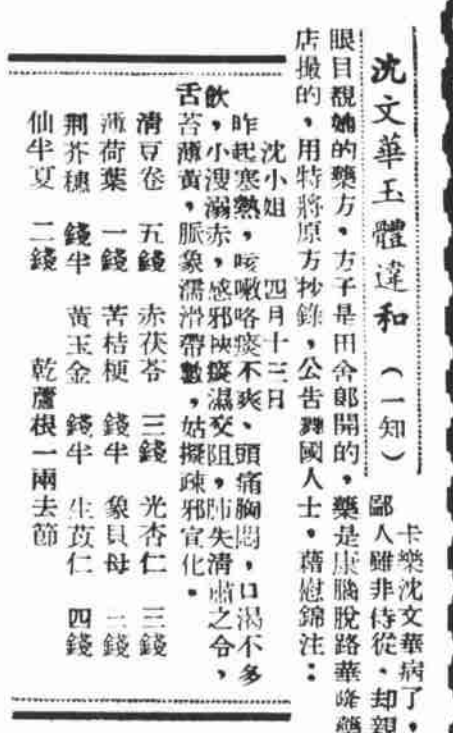 沈文華玉體違和　（一知）
卡樂沈文華病了，
鄙人雖非侍從，却親
眼目覩她的藥方，方子是田舍郎開的，藥是康腦脫路華峰藥
店撮的，用特將原方抄錄，公告舞國人士，藉慰錦注：
沈小姐　四月十三日
昨起寒熱，咳嗽咯痰不爽、頭痛胸悶，口渴不多
飲，小溲溺赤，感邪挾痰濕交阻，肺失清肅之令，
舌苔薄黃，脈象濡滑帶數，姑擬疎邪宣化。
清豆卷　五錢　赤茯苓　三錢　光杏仁　三錢
薄荷葉　一錢　苦桔梗　錢半　象貝母　三錢
荆芥穗　錢半　黃玉金　錢半　生苡仁　四錢
仙半夏　二錢　乾蘆根一兩去節